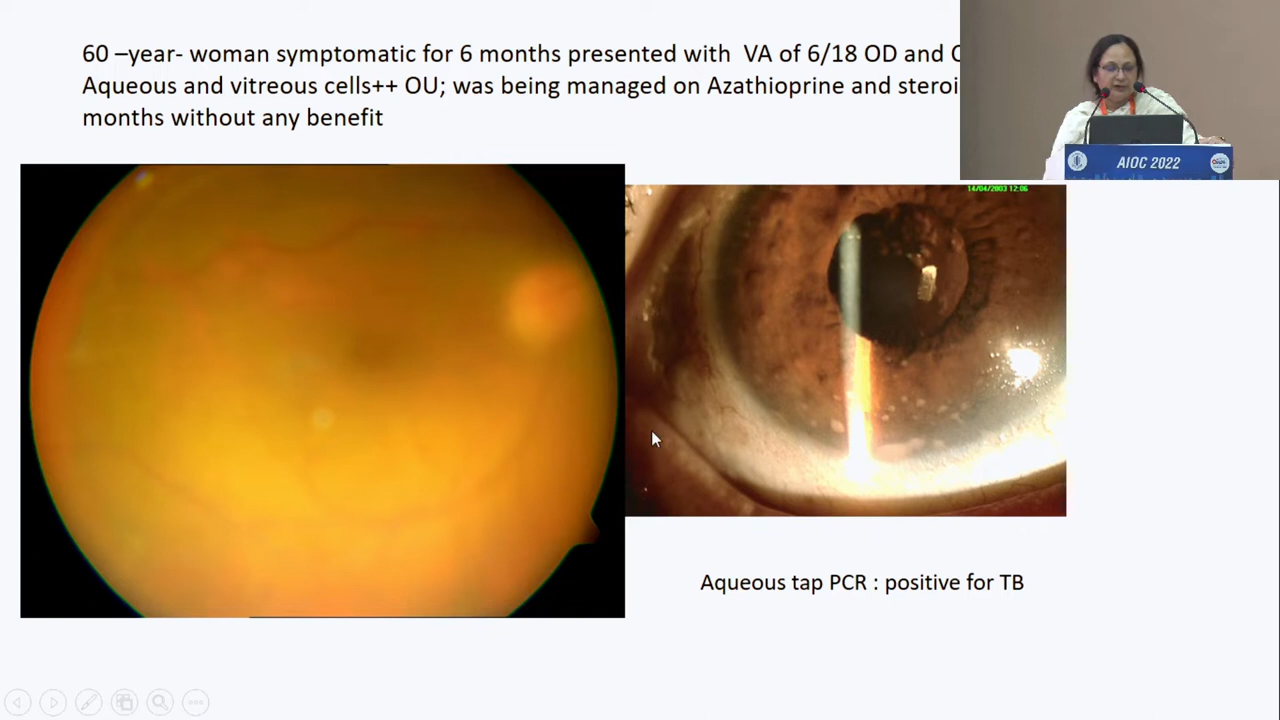 60 –year- woman symptomatic for 6 months presented with VA of 6/18 OD and
Aqueous and vitreous cells++ OU; was being managed on Azathioprine and
months without any benefit
AIOC 2022
14/04/2003 12:06
Aqueous tap PCR : positive for TB